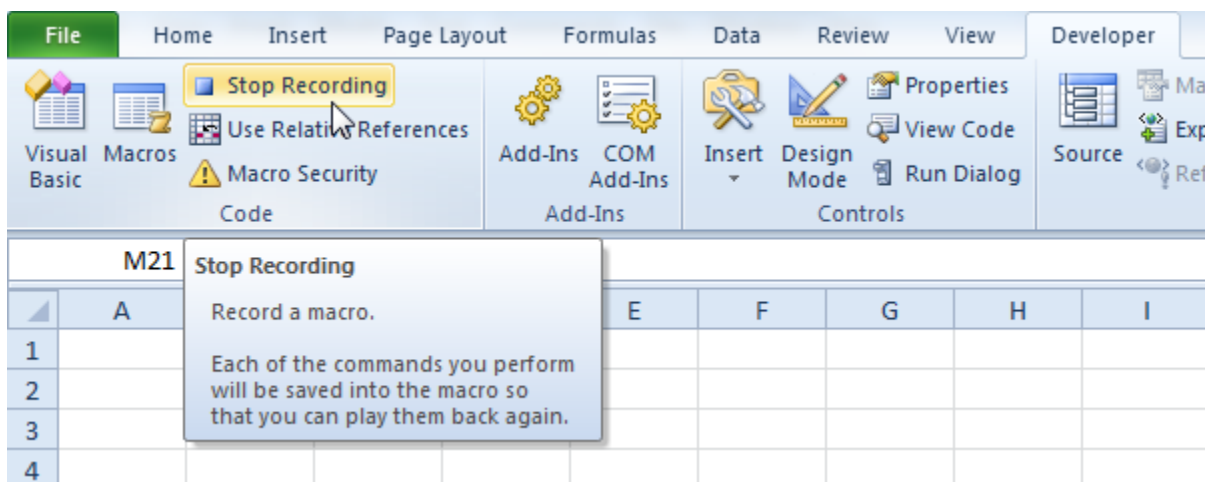 File Home Insert Page Layout Formulas Data Review View Developer
Stop Recording Properties Ma
Use Relative References View Code Exp
Visual Basic Macros Add-Ins COM Add-Ins Insert Design Mode Source
Macro Security Run Dialog Ref
Code Add-Ins Controls
M21
Stop Recording
Record a macro.
Each of the commands you perform
will be saved into the macro so
that you can play them back again.
A E F G H I
1
2
3
4